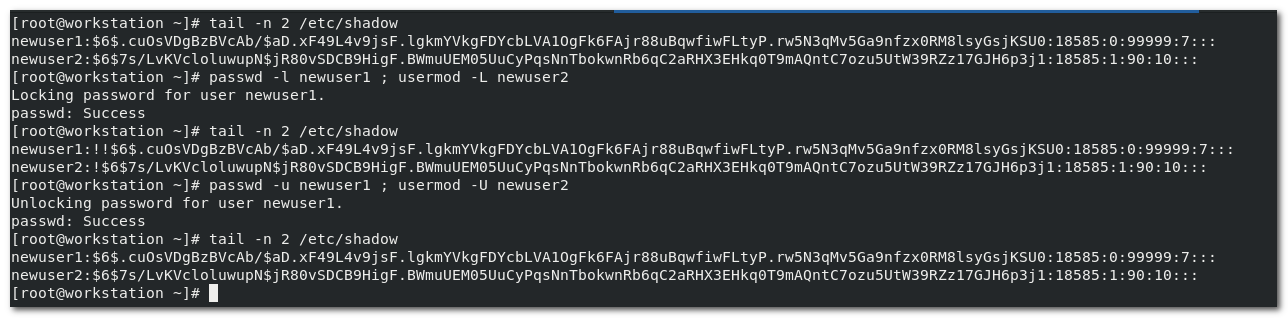 [root@workstation ~]# tail -n 2 /etc/shadow
newuser1:$6$.cuOsVDgBzBVcAb/$aD.xF49L4v9jsF.lgkmYVkgFDYcbLVA1OgFk6FAjr88uBqwfiwFLtyP.rw5N3qMv5Ga9nfzx0RM8lsyGsjKSU0:18585:0:99999:7:::
newuser2:$6$7s/LvKVcloluwupN$jR80vSDCB9HigF.BWmuUEM05UuCyPqsNnTbokwnRb6qC2aRHX3EHkq0T9mAQntC7ozu5UtW39RZz17GJH6p3j1:18585:1:90:10:::
[root@workstation ~]# passwd -l newuser1 ; usermod -L newuser2
Locking password for user newuser1.
passwd: Success
[root@workstation ~]# tail -n 2 /etc/shadow
newuser1:!!$6$.cuOsVDgBzBVcAb/$aD.xF49L4v9jsF.lgkmYVkgFDYcbLVA1OgFk6FAjr88uBqwfiwFLtyP.rw5N3qMv5Ga9nfzx0RM8lsyGsjKSU0:18585:0:99999:7:::
newuser2:!$6$7s/LvKVcloluwupN$jR80vSDCB9HigF.BWmuUEM05UuCyPqsNnTbokwnRb6qC2aRHX3EHkq0T9mAQntC7ozu5UtW39RZz17GJH6p3j1:18585:1:90:10:::
[root@workstation ~]# passwd -u newuser1 ; usermod -U newuser2
Unlocking password for user newuser1.
passwd: Success
[root@workstation ~]# tail -n 2 /etc/shadow
newuser1:$6$.cuOsVDgBzBVcAb/$aD.xF49L4v9jsF.lgkmYVkgFDYcbLVA1OgFk6FAjr88uBqwfiwFLtyP.rw5N3qMv5Ga9nfzx0RM8lsyGsjKSU0:18585:0:99999:7:::
newuser2:$6$7s/LvKVcloluwupN$jR80vSDCB9HigF.BWmuUEM05UuCyPqsNnTbokwnRb6qC2aRHX3EHkq0T9mAQntC7ozu5UtW39RZz17GJH6p3j1:18585:1:90:10:::
[root@workstation ~]#